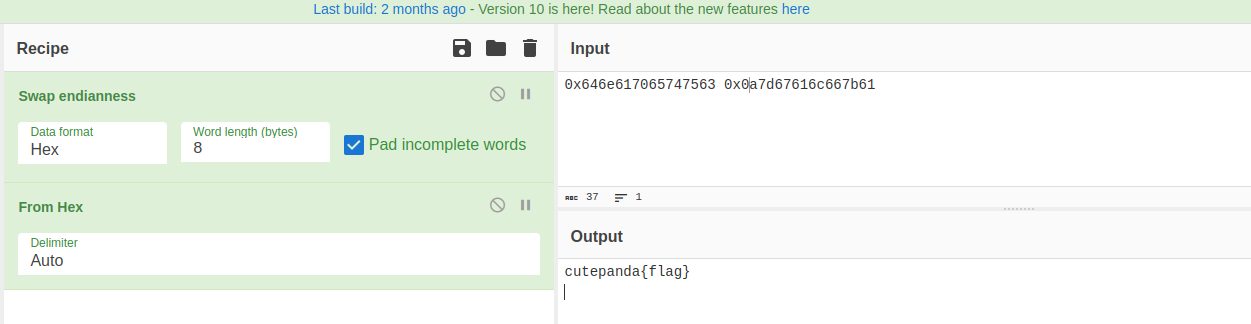 Last build: 2 months ago - Version 10 is here! Read about the new features here
Recipe
Swap endianness
Data format
Hex
Word length (bytes)
8
Pad incomplete words
From Hex
Delimiter
Auto
Input
0x646e617065747563 0x0a7d67616c667b61
ABC 37 1
Output
cutepanda{flag}